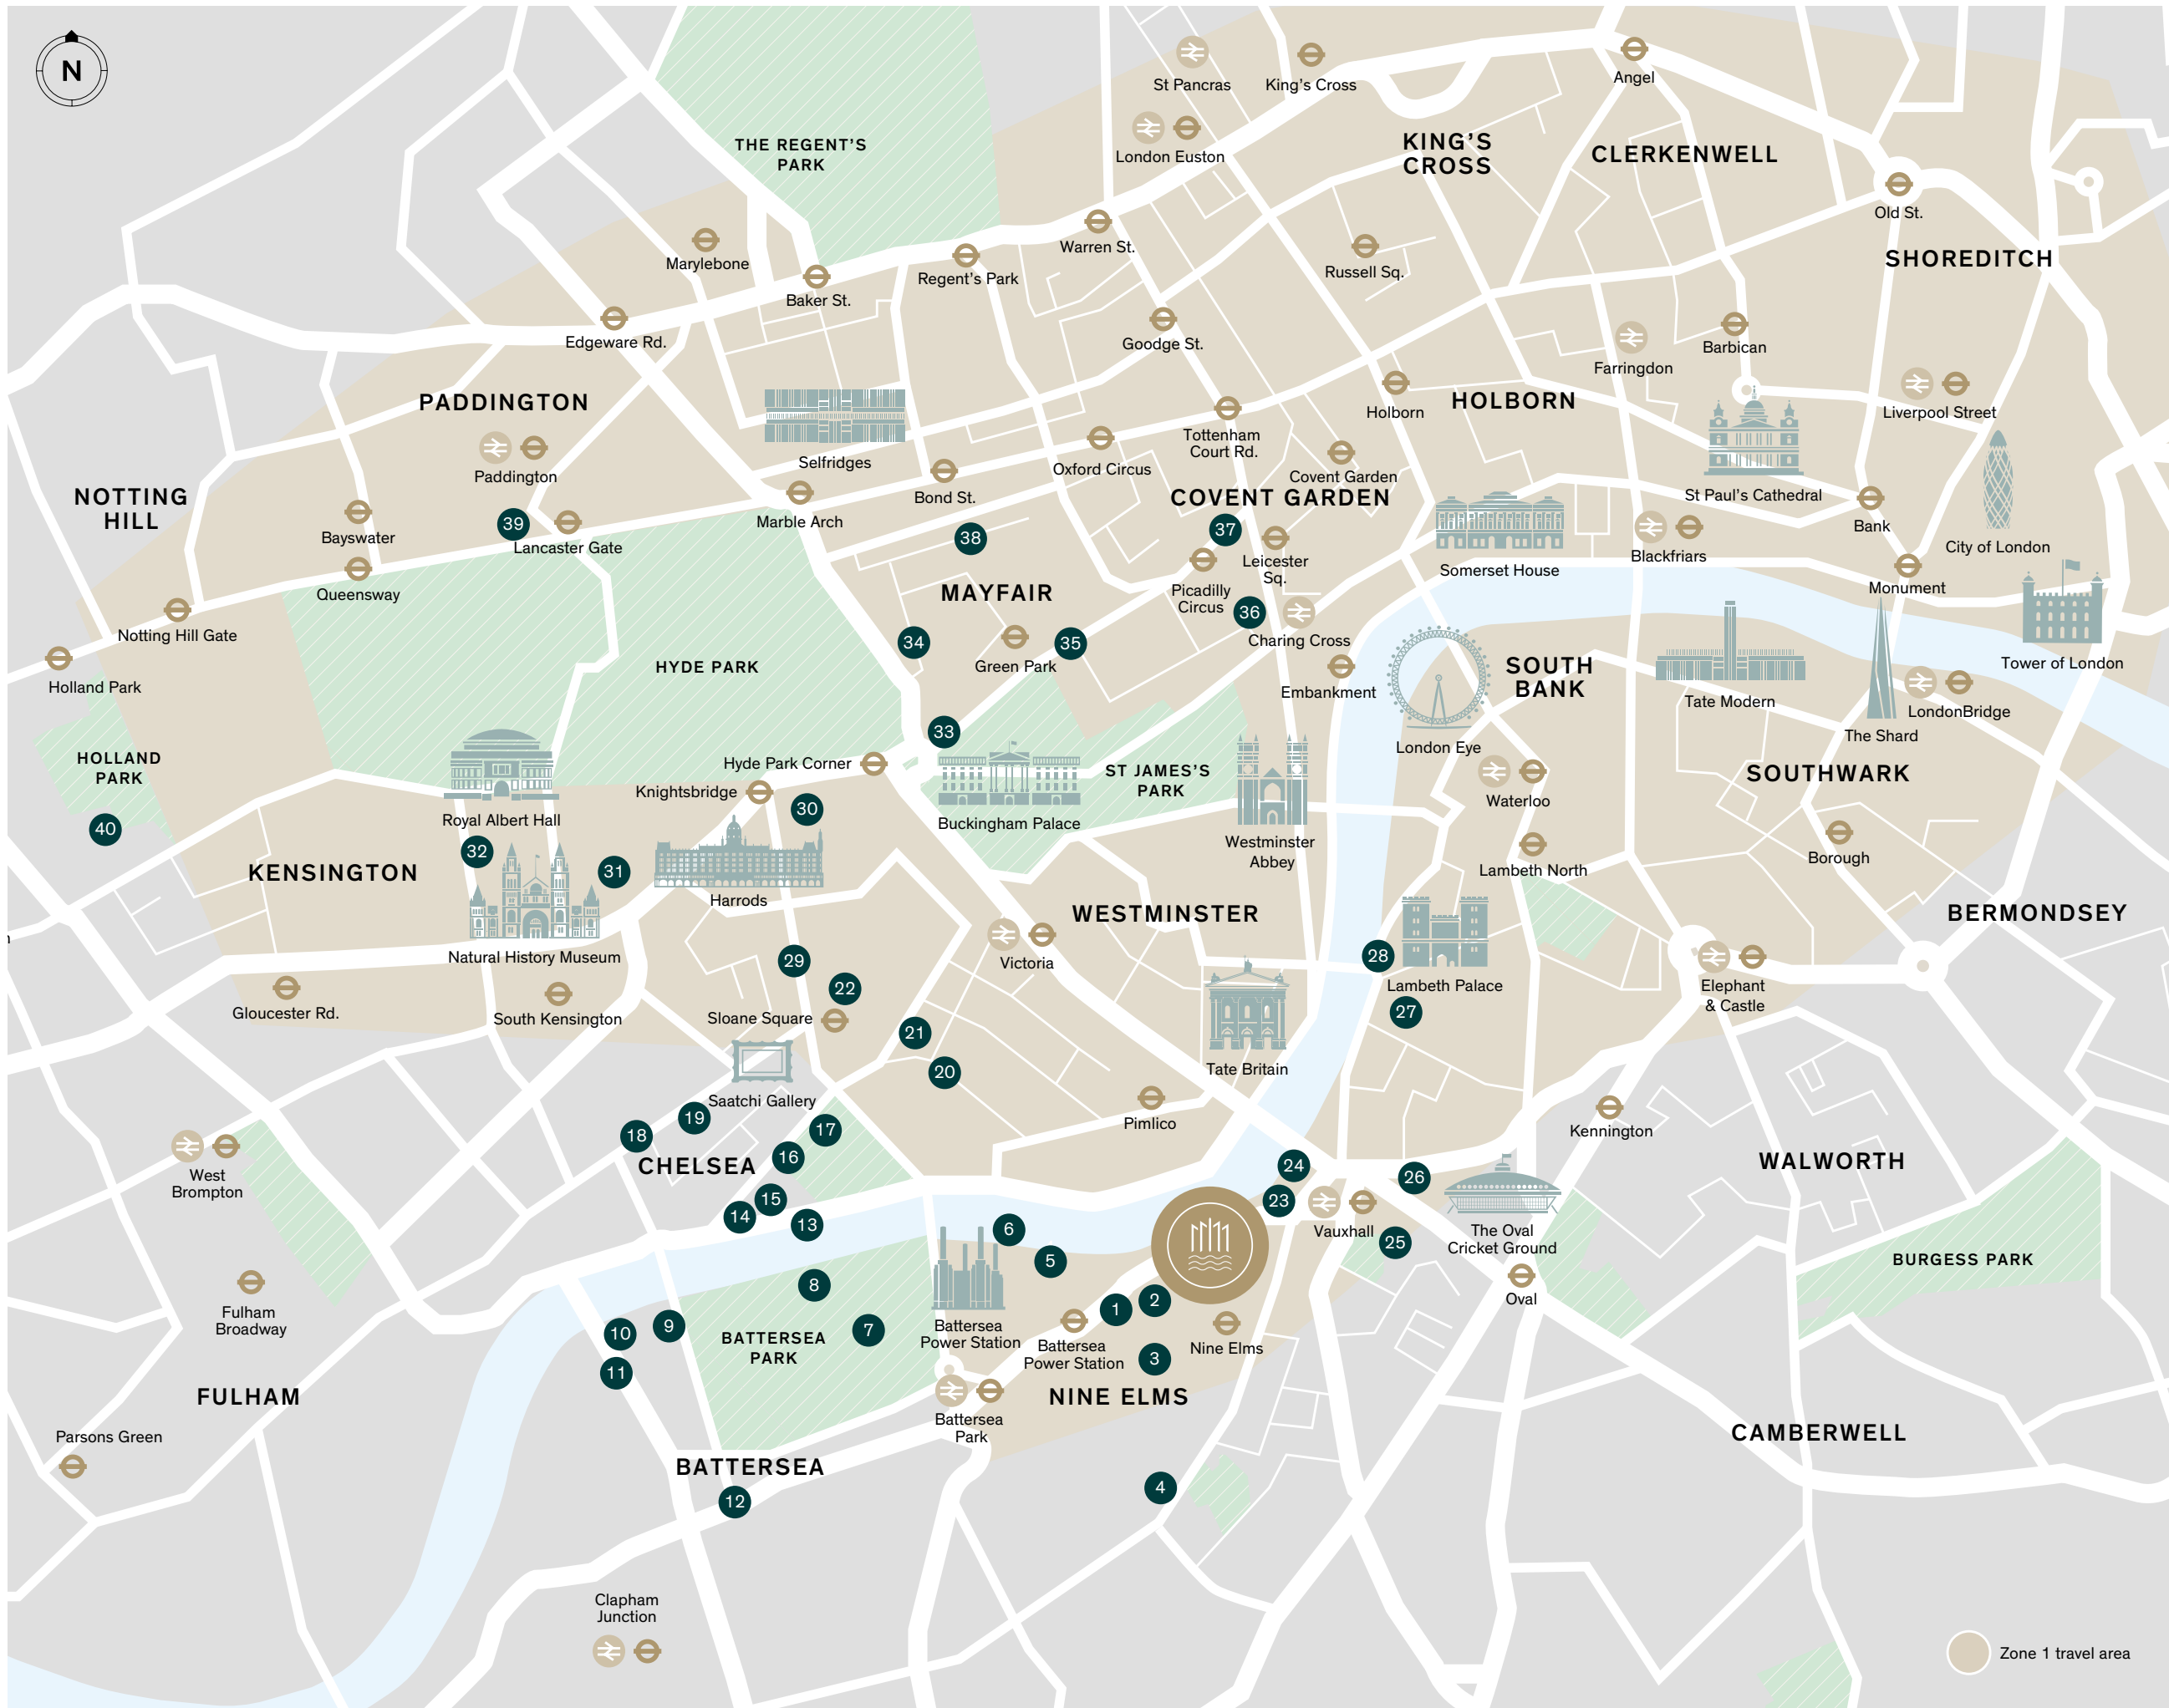 N
St Pancras
King's Cross
Angel
London Euston
THE REGENT'S
PARK
KING'S
CROSS
CLERKENWELL
Old St.
Warren St.
SHOREDITCH
Marylebone
Regent's Park
Russell Sq.
Baker St.
Edgeware Rd.
Goodge St.
Farringdon
Barbican
PADDINGTON
Holborn
HOLBORN
Liverpool Street
Selfridges
Tottenham
Court Rd.
Oxford Circus
Covent Garden
Paddington
NOTTING
HILL
Bond St.
COVENT GARDEN
St Paul's Cathedral
Marble Arch
Bank
39
Bayswater
Lancaster Gate
38
37
Leicester
Sq.
Somerset House
Blackfriars
City of London
Queensway
MAYFAIR
Picadilly
Circus
Monument
36
Notting Hill Gate
34
35
Charing Cross
Green Park
HYDE PARK
SOUTH
BANK
Tower of London
Holland Park
Embankment
Tate Modern
LondonBridge
33
London Eye
The Shard
HOLLAND
PARK
Hyde Park Corner
ST JAMES'S
PARK
SOUTHWARK
Knightsbridge
30
Waterloo
40
Royal Albert Hall
Buckingham Palace
32
Westminster
Abbey
Borough
KENSINGTON
31
Lambeth North
Harrods
WESTMINSTER
BERMONDSEY
Natural History Museum
29
Victoria
28
22
Lambeth Palace
Elephant
& Castle
Gloucester Rd.
South Kensington
Sloane Square
27
21
20
Tate Britain
Saatchi Gallery
19
18
17
Pimlico
Kennington
CHELSEA
16
24
26
WALWORTH
West
Brompton
15
14
13
23
6
Vauxhall
25
The Oval
Cricket Ground
5
BURGESS PARK
8
Fulham
Broadway
1
2
Oval
10
9
7
BATTERSEA
PARK
Battersea
Power Station
Battersea
Power Station
Nine Elms
3
11
FULHAM
NINE ELMS
Battersea
Park
CAMBERWELL
Parsons Green
BATTERSEA
12
4
Clapham
Junction
Zone 1 travel area